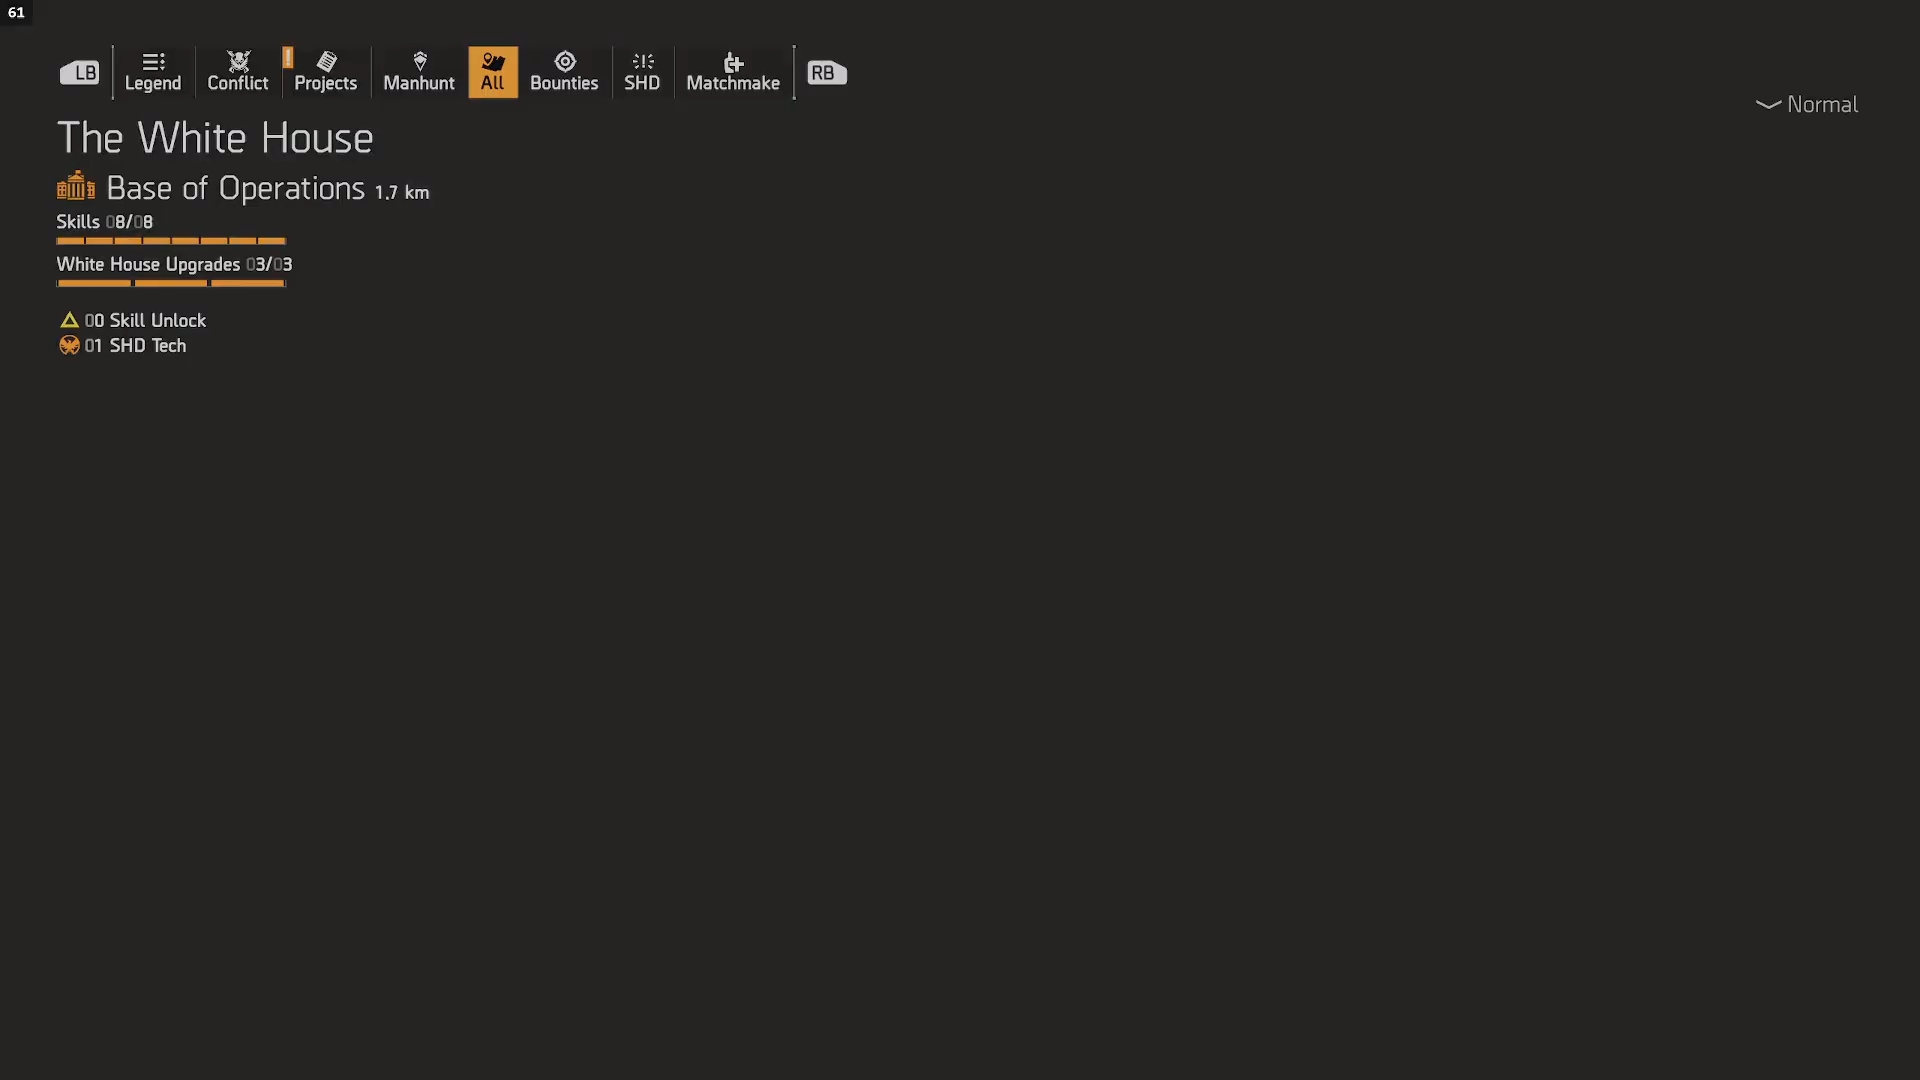 61
LB Legend Conflict Projects Manhunt All Bounties SHD Matchmake RB
Normal
The White House
Base of Operations 1.7 km
Skills 08/08
White House Upgrades 03/03
00 Skill Unlock
01 SHD Tech